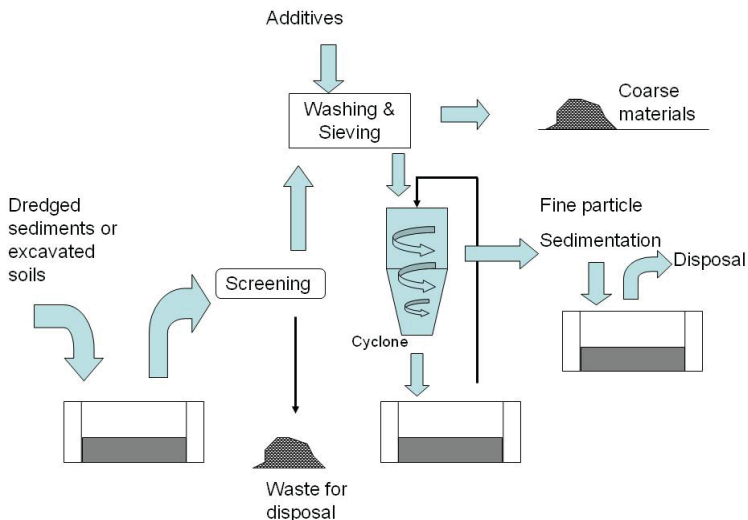 Additives
Washing &
Sieving
Coarse
materials
Dredged
sediments or
excavated
soils
Screening
Fine particle
Sedimentation
Disposal
Cyclone
Waste for
disposal